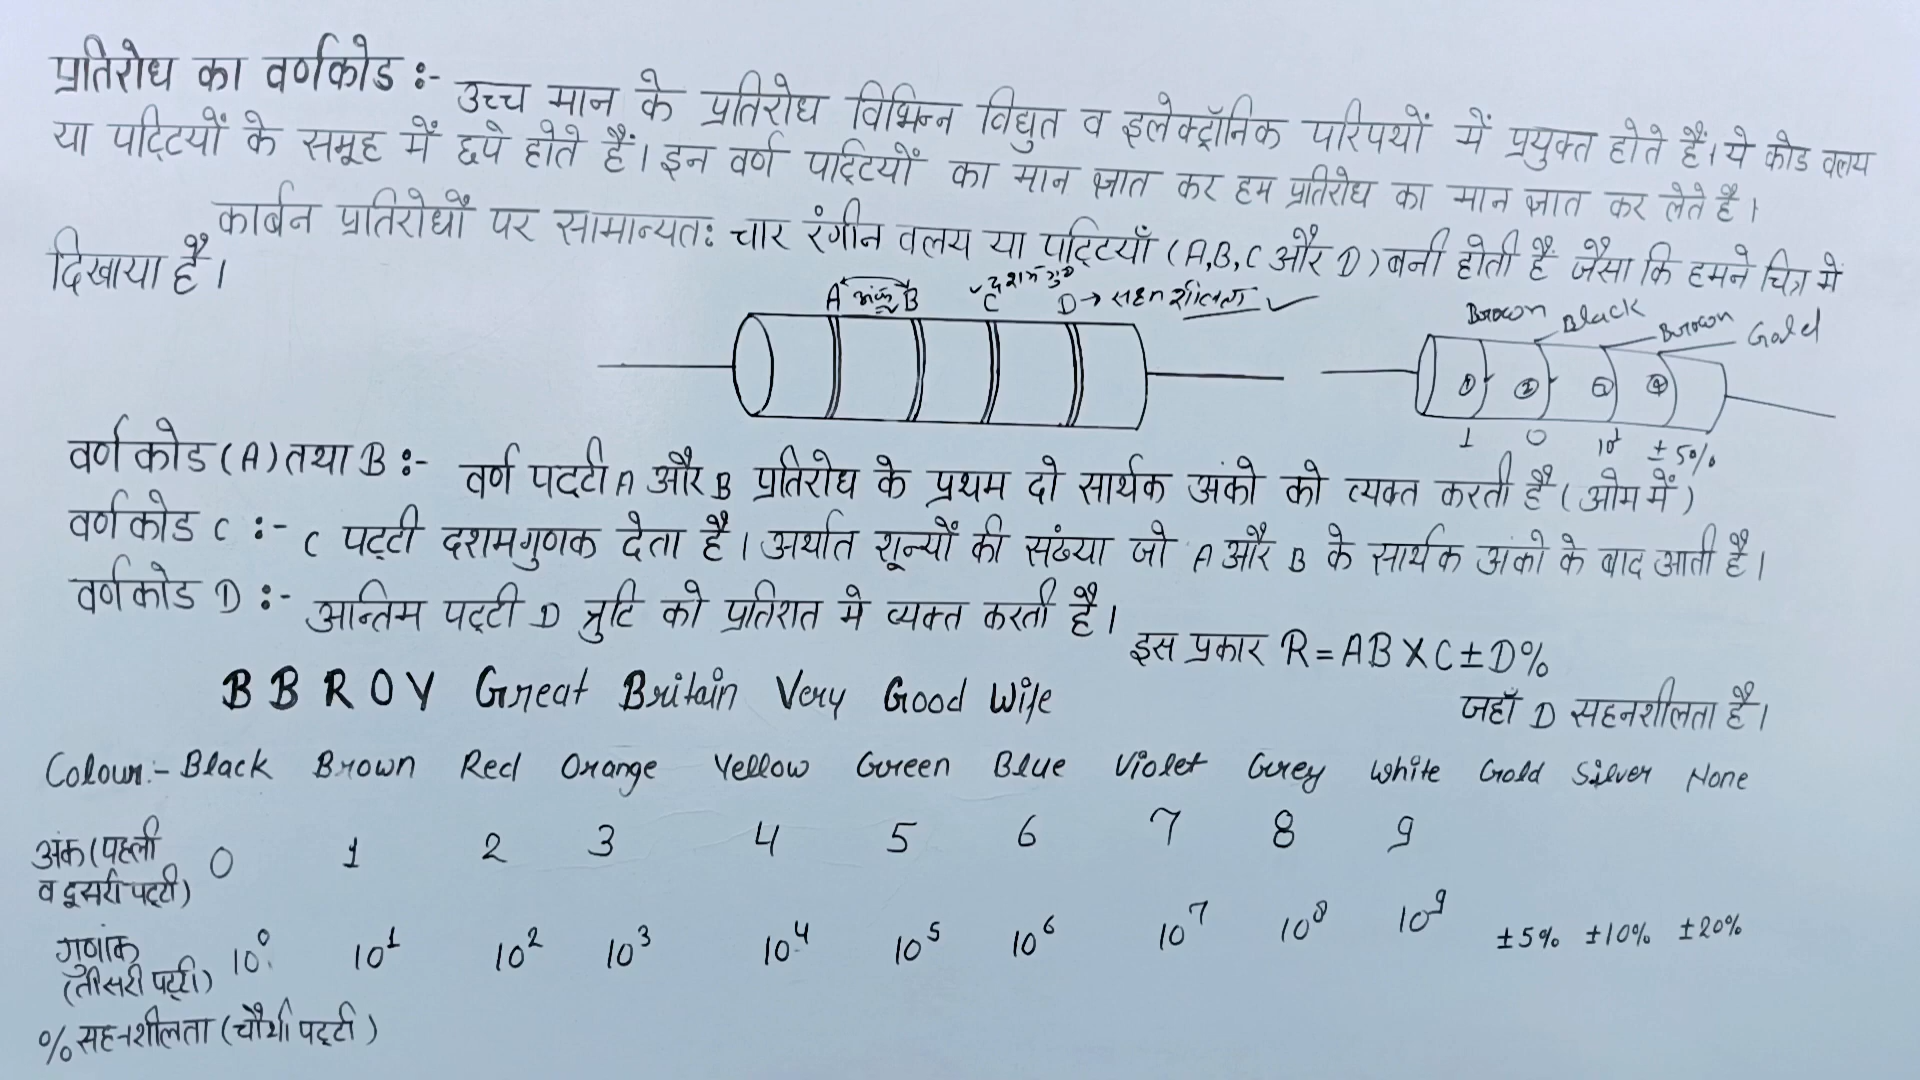 प्रतिरोध का वर्णकोड :- उच्च मान के प्रतिरोध विभिन्न विद्युत व इलेक्ट्रॉनिक परिपथों में प्रयुक्त होते हैं। ये कोड वलय
या पट्टियों के समूह में छपे होते हैं। इन वर्ण पट्टियों का मान ज्ञात कर हम प्रतिरोध का मान ज्ञात कर लेते है।
कार्बन प्रतिरोधों पर सामान्यतः चार रंगीन वलय या पट्टियाँ (A,B,C और D) बनी होती हैं जैसा कि हमने चित्र में
दिखाया है।
A अंक B C D → सहनशीलता
Brown Black Brown Gold
1 2 3 4
1 0 10¹ ±5%
वर्ण कोड (A) तथा B :- वर्ण पट्टी A और B प्रतिरोध के प्रथम दो सार्थक अंको को व्यक्त करती है (ओम में)
वर्ण कोड C :- C पट्टी दशमगुणक देता है। अर्थात शून्यों की संख्या जो A और B के सार्थक अंको के बाद आती है।
वर्ण कोड D :- अन्तिम पट्टी D त्रुटि को प्रतिशत मे व्यक्त करती है।
इस प्रकार R = AB X C ± D%
B B R O Y Great Britain Very Good Wife
जहाँ D सहनशीलता है।
Colour:- Black Brown Red Orange Yellow Green Blue Violet Grey White Gold Silver None
अंक (पहली व दूसरी पट्टी) 0 1 2 3 4 5 6 7 8 9
गुणांक (तीसरी पट्टी) 10⁰ 10¹ 10² 10³ 10⁴ 10⁵ 10⁶ 10⁷ 10⁸ 10⁹ ±5% ±10% ±20%
% सहनशीलता (चौथी पट्टी)